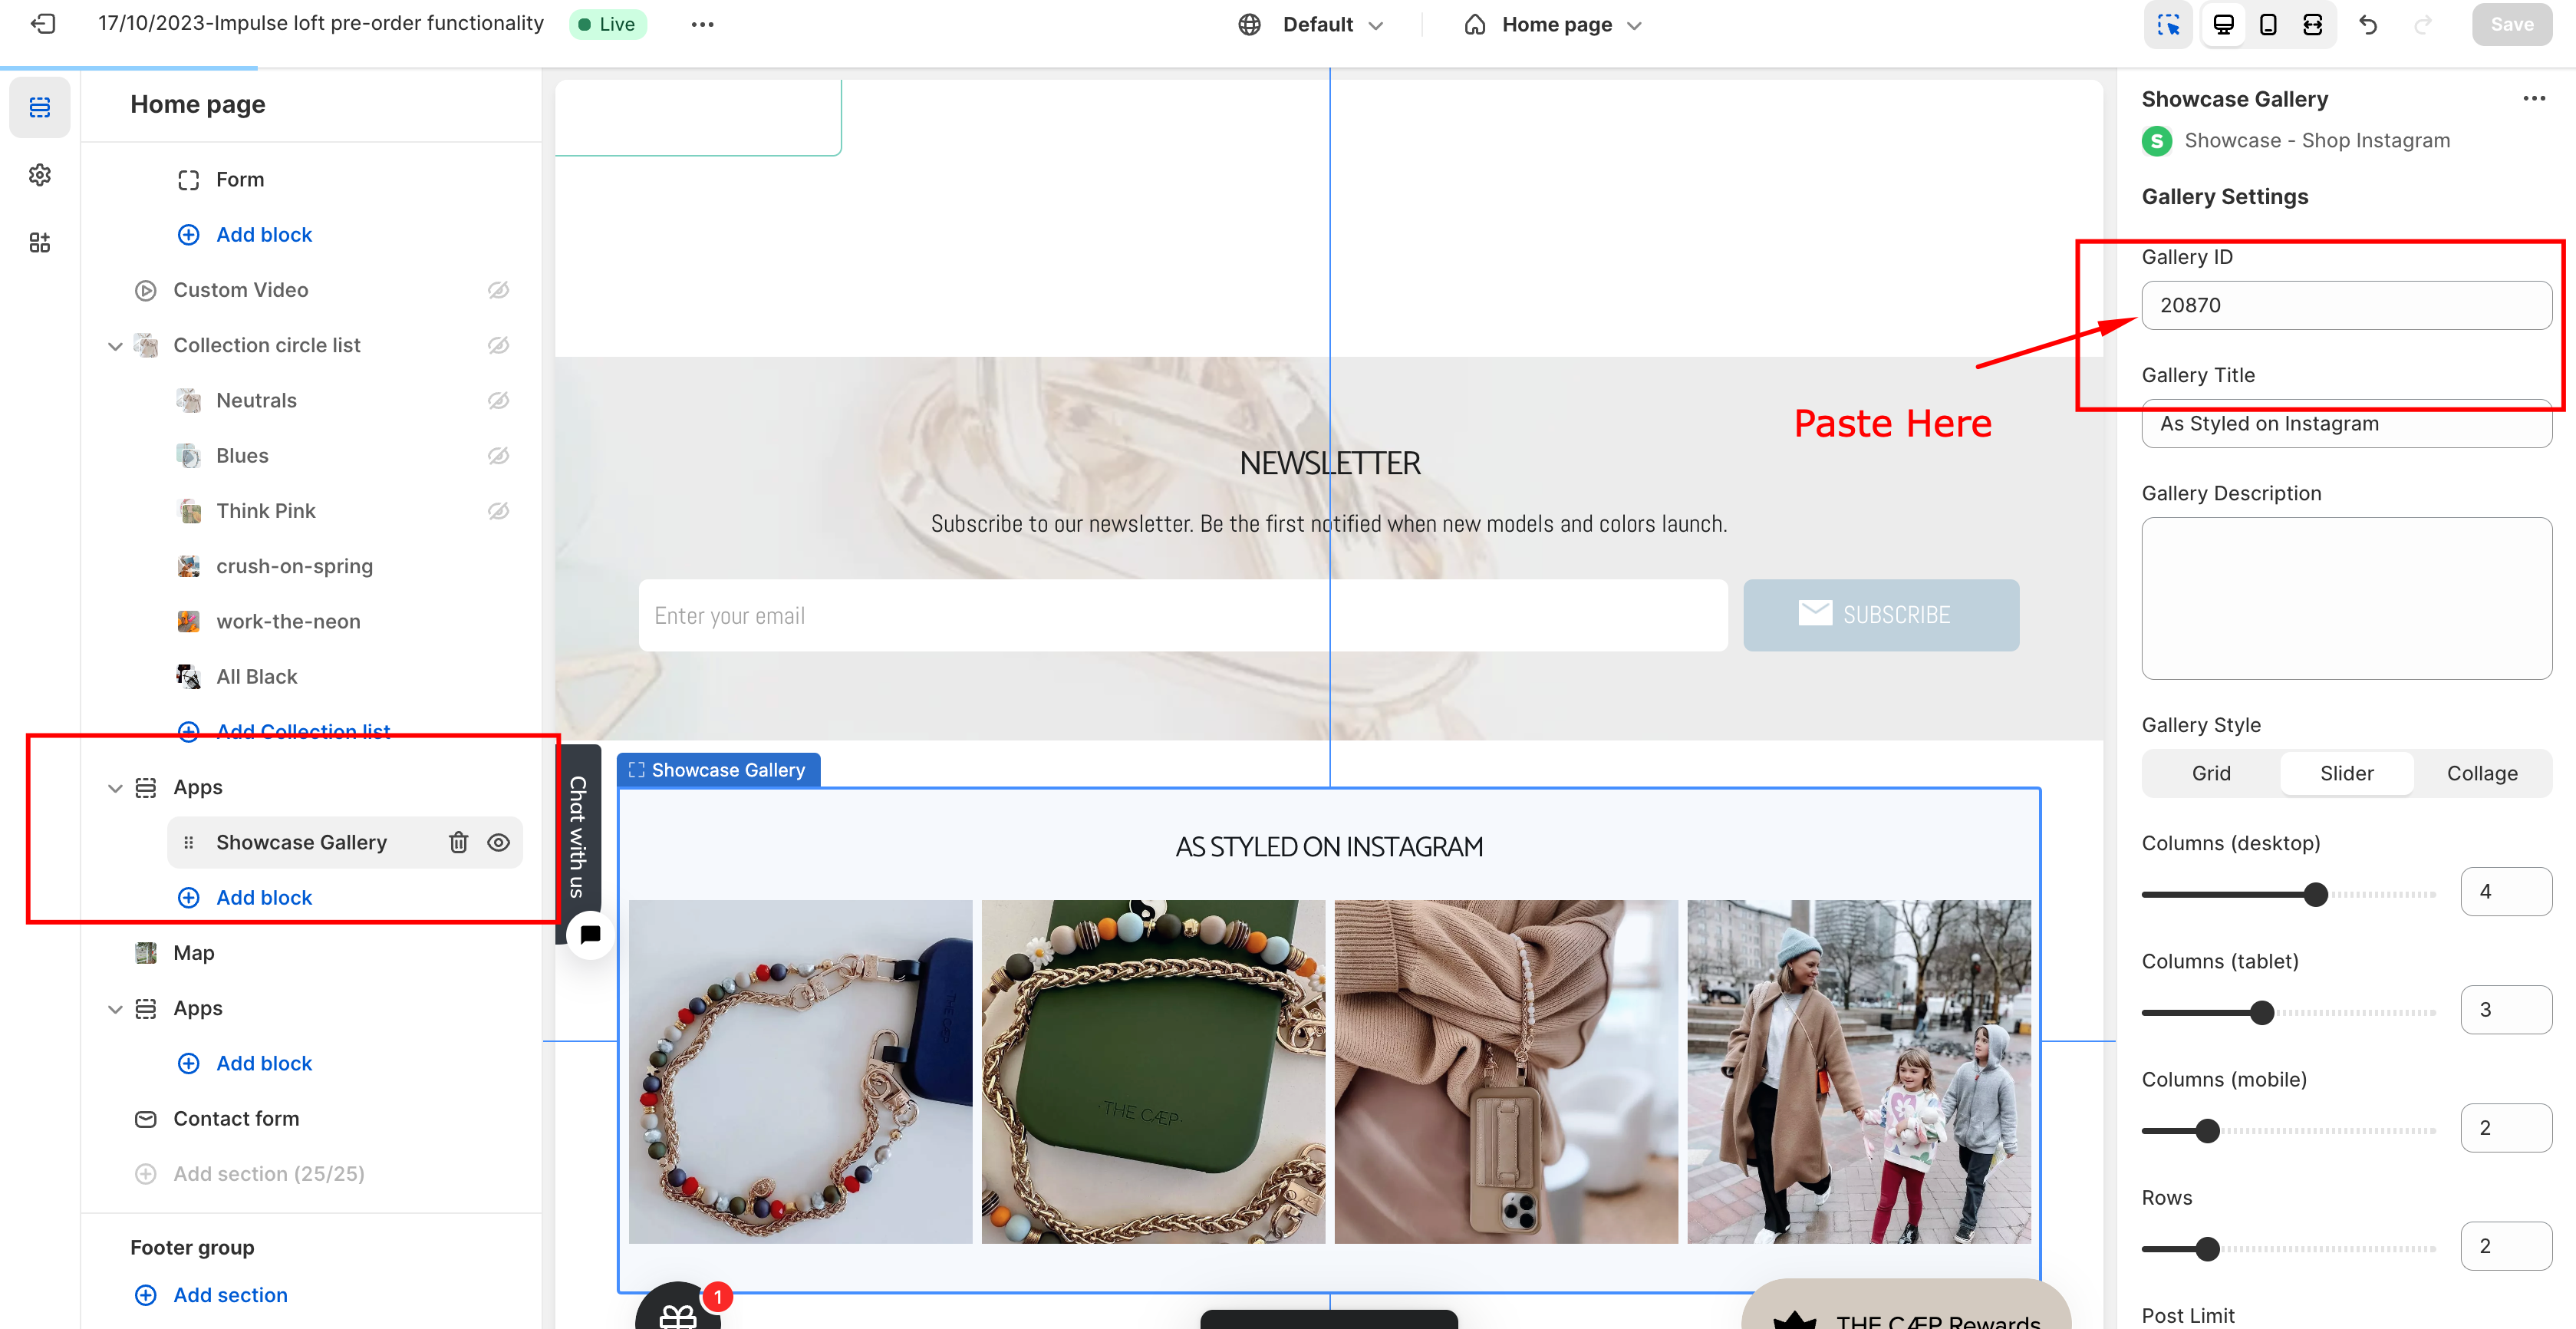 17/10/2023-Impulse loft pre-order functionality
Live
Default
Home page
Save
Home page
Form
Add block
Custom Video
Collection circle list
Neutrals
Blues
Think Pink
crush-on-spring
work-the-neon
All Black
Add Collection list
Apps
Showcase Gallery
Add block
Map
Apps
Add block
Contact form
Add section (25/25)
Footer group
Add section
Paste Here
NEWSLETTER
Subscribe to our newsletter. Be the first notified when new models and colors launch.
Enter your email
SUBSCRIBE
Chat with us
Showcase Gallery
AS STYLED ON INSTAGRAM
·THE CÆP·
1
THE CÆP Rewards
Showcase Gallery
S
Showcase - Shop Instagram
Gallery Settings
Gallery ID
20870
Gallery Title
As Styled on Instagram
Gallery Description
Gallery Style
Grid
Slider
Collage
Columns (desktop)
4
Columns (tablet)
3
Columns (mobile)
2
Rows
2
Post Limit